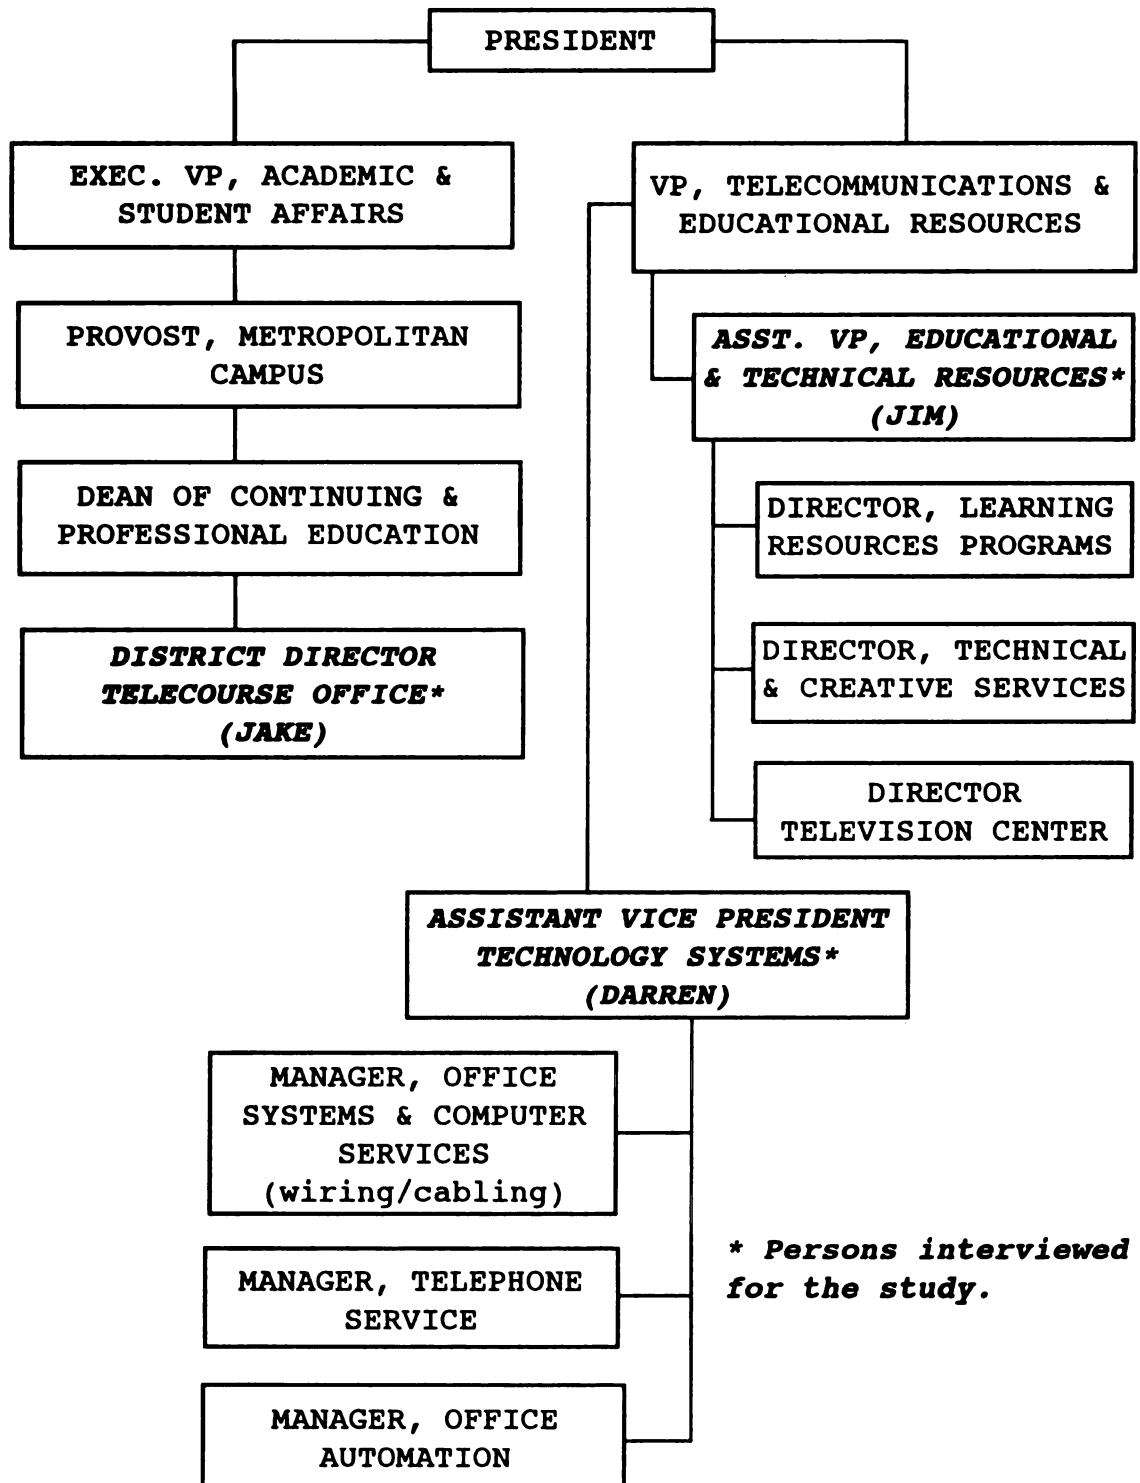 PRESIDENT
EXEC. VP, ACADEMIC &
STUDENT AFFAIRS
VP, TELECOMMUNICATIONS &
EDUCATIONAL RESOURCES
PROVOST, METROPOLITAN
CAMPUS
ASST. VP, EDUCATIONAL
& TECHNICAL RESOURCES*
(JIM)
DEAN OF CONTINUING &
PROFESSIONAL EDUCATION
DIRECTOR, LEARNING
RESOURCES PROGRAMS
DISTRICT DIRECTOR
TELECOURSE OFFICE*
(JAKE)
DIRECTOR, TECHNICAL
& CREATIVE SERVICES
DIRECTOR
TELEVISION CENTER
ASSISTANT VICE PRESIDENT
TECHNOLOGY SYSTEMS*
(DARREN)
MANAGER, OFFICE
SYSTEMS & COMPUTER
SERVICES
(wiring/cabling)
* Persons interviewed
for the study.
MANAGER, TELEPHONE
SERVICE
MANAGER, OFFICE
AUTOMATION